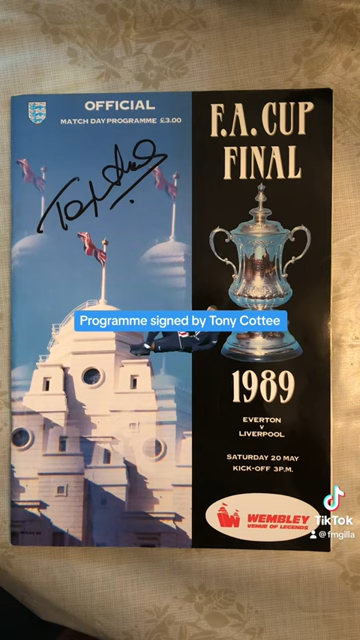 OFFICIAL
MATCH DAY PROGRAMME £3.00
F.A. CUP
FINAL
Programme signed by Tony Cottee
1989
EVERTON
V
LIVERPOOL
SATURDAY 20 MAY
KICK-OFF 3P.M.
WEMBLEY
VENUE OF LEGENDS
TikTok
@fmgilla